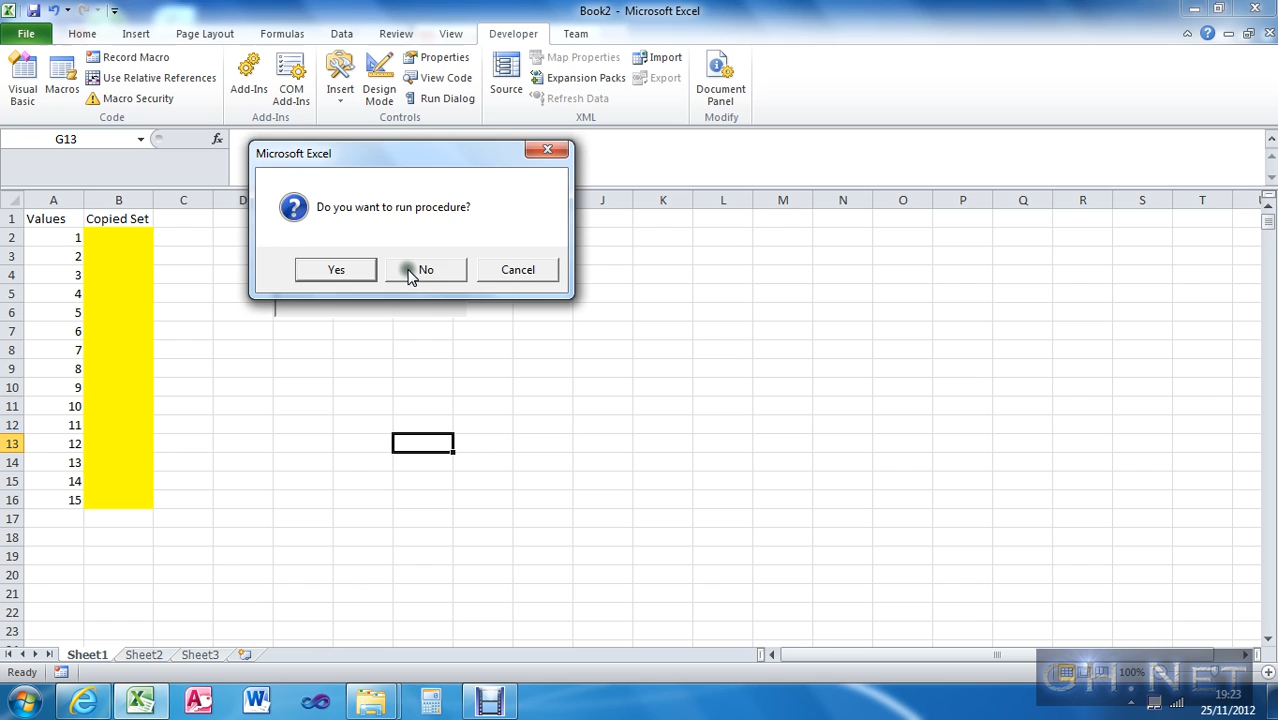 Book2 - Microsoft Excel
File Home Insert Page Layout Formulas Data Review View Developer Team
Visual Basic
Macros
Record Macro
Use Relative References
Macro Security
Code
Add-Ins
COM Add-Ins
Add-Ins
Insert
Design Mode
Properties
View Code
Run Dialog
Controls
Source
Map Properties
Expansion Packs
Refresh Data
Import
Export
XML
Document Panel
Modify
G13 fx
Microsoft Excel
Do you want to run procedure?
Yes No Cancel
A B C D J K L M N O P Q R S T
1 Values Copied Set
2 1
3 2
4 3
5 4
6 5
7 6
8 7
9 8
10 9
11 10
12 11
13 12
14 13
15 14
16 15
17
18
19
20
21
22
23
Sheet1 Sheet2 Sheet3
Ready 100%
CH.NET
19:23
25/11/2012